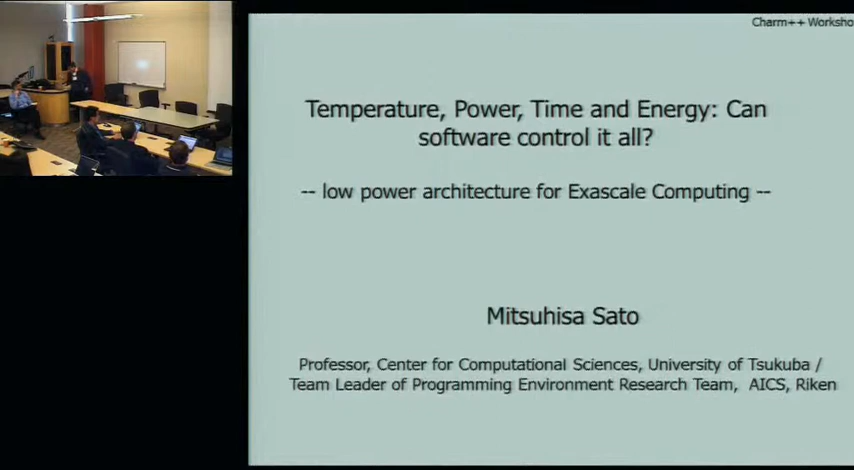 Charm++ Worksho
Temperature, Power, Time and Energy: Can
software control it all?
-- low power architecture for Exascale Computing --
Mitsuhisa Sato
Professor, Center for Computational Sciences, University of Tsukuba /
Team Leader of Programming Environment Research Team, AICS, Riken